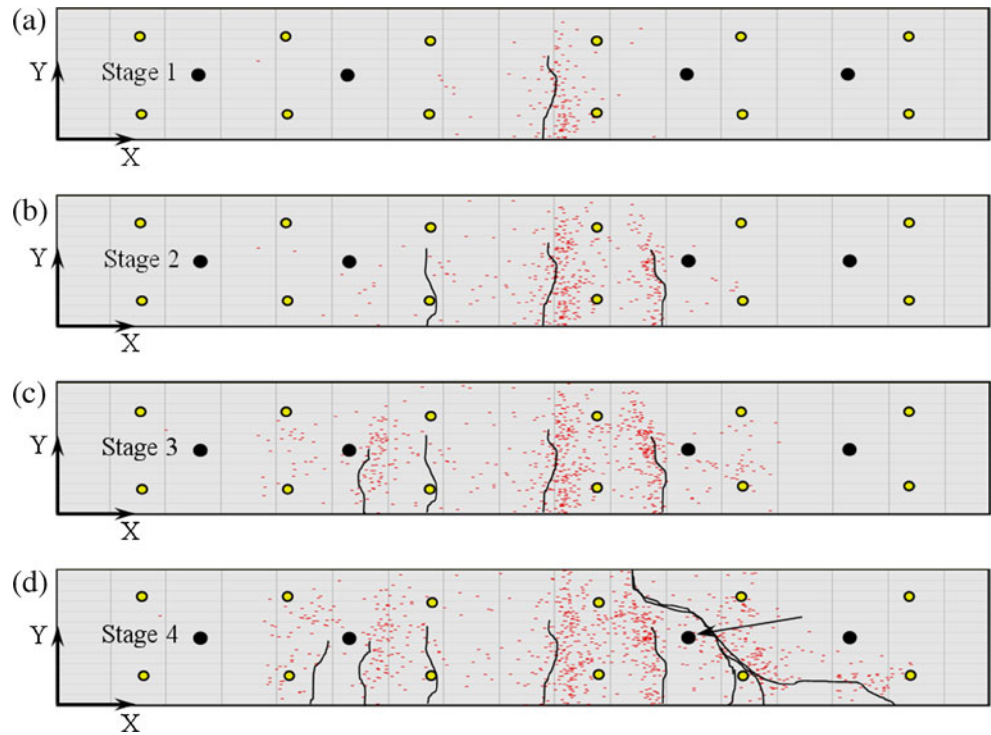 (a)
Y
Stage 1
X
(b)
Y
Stage 2
X
(c)
Y
Stage 3
X
(d)
Y
Stage 4
X